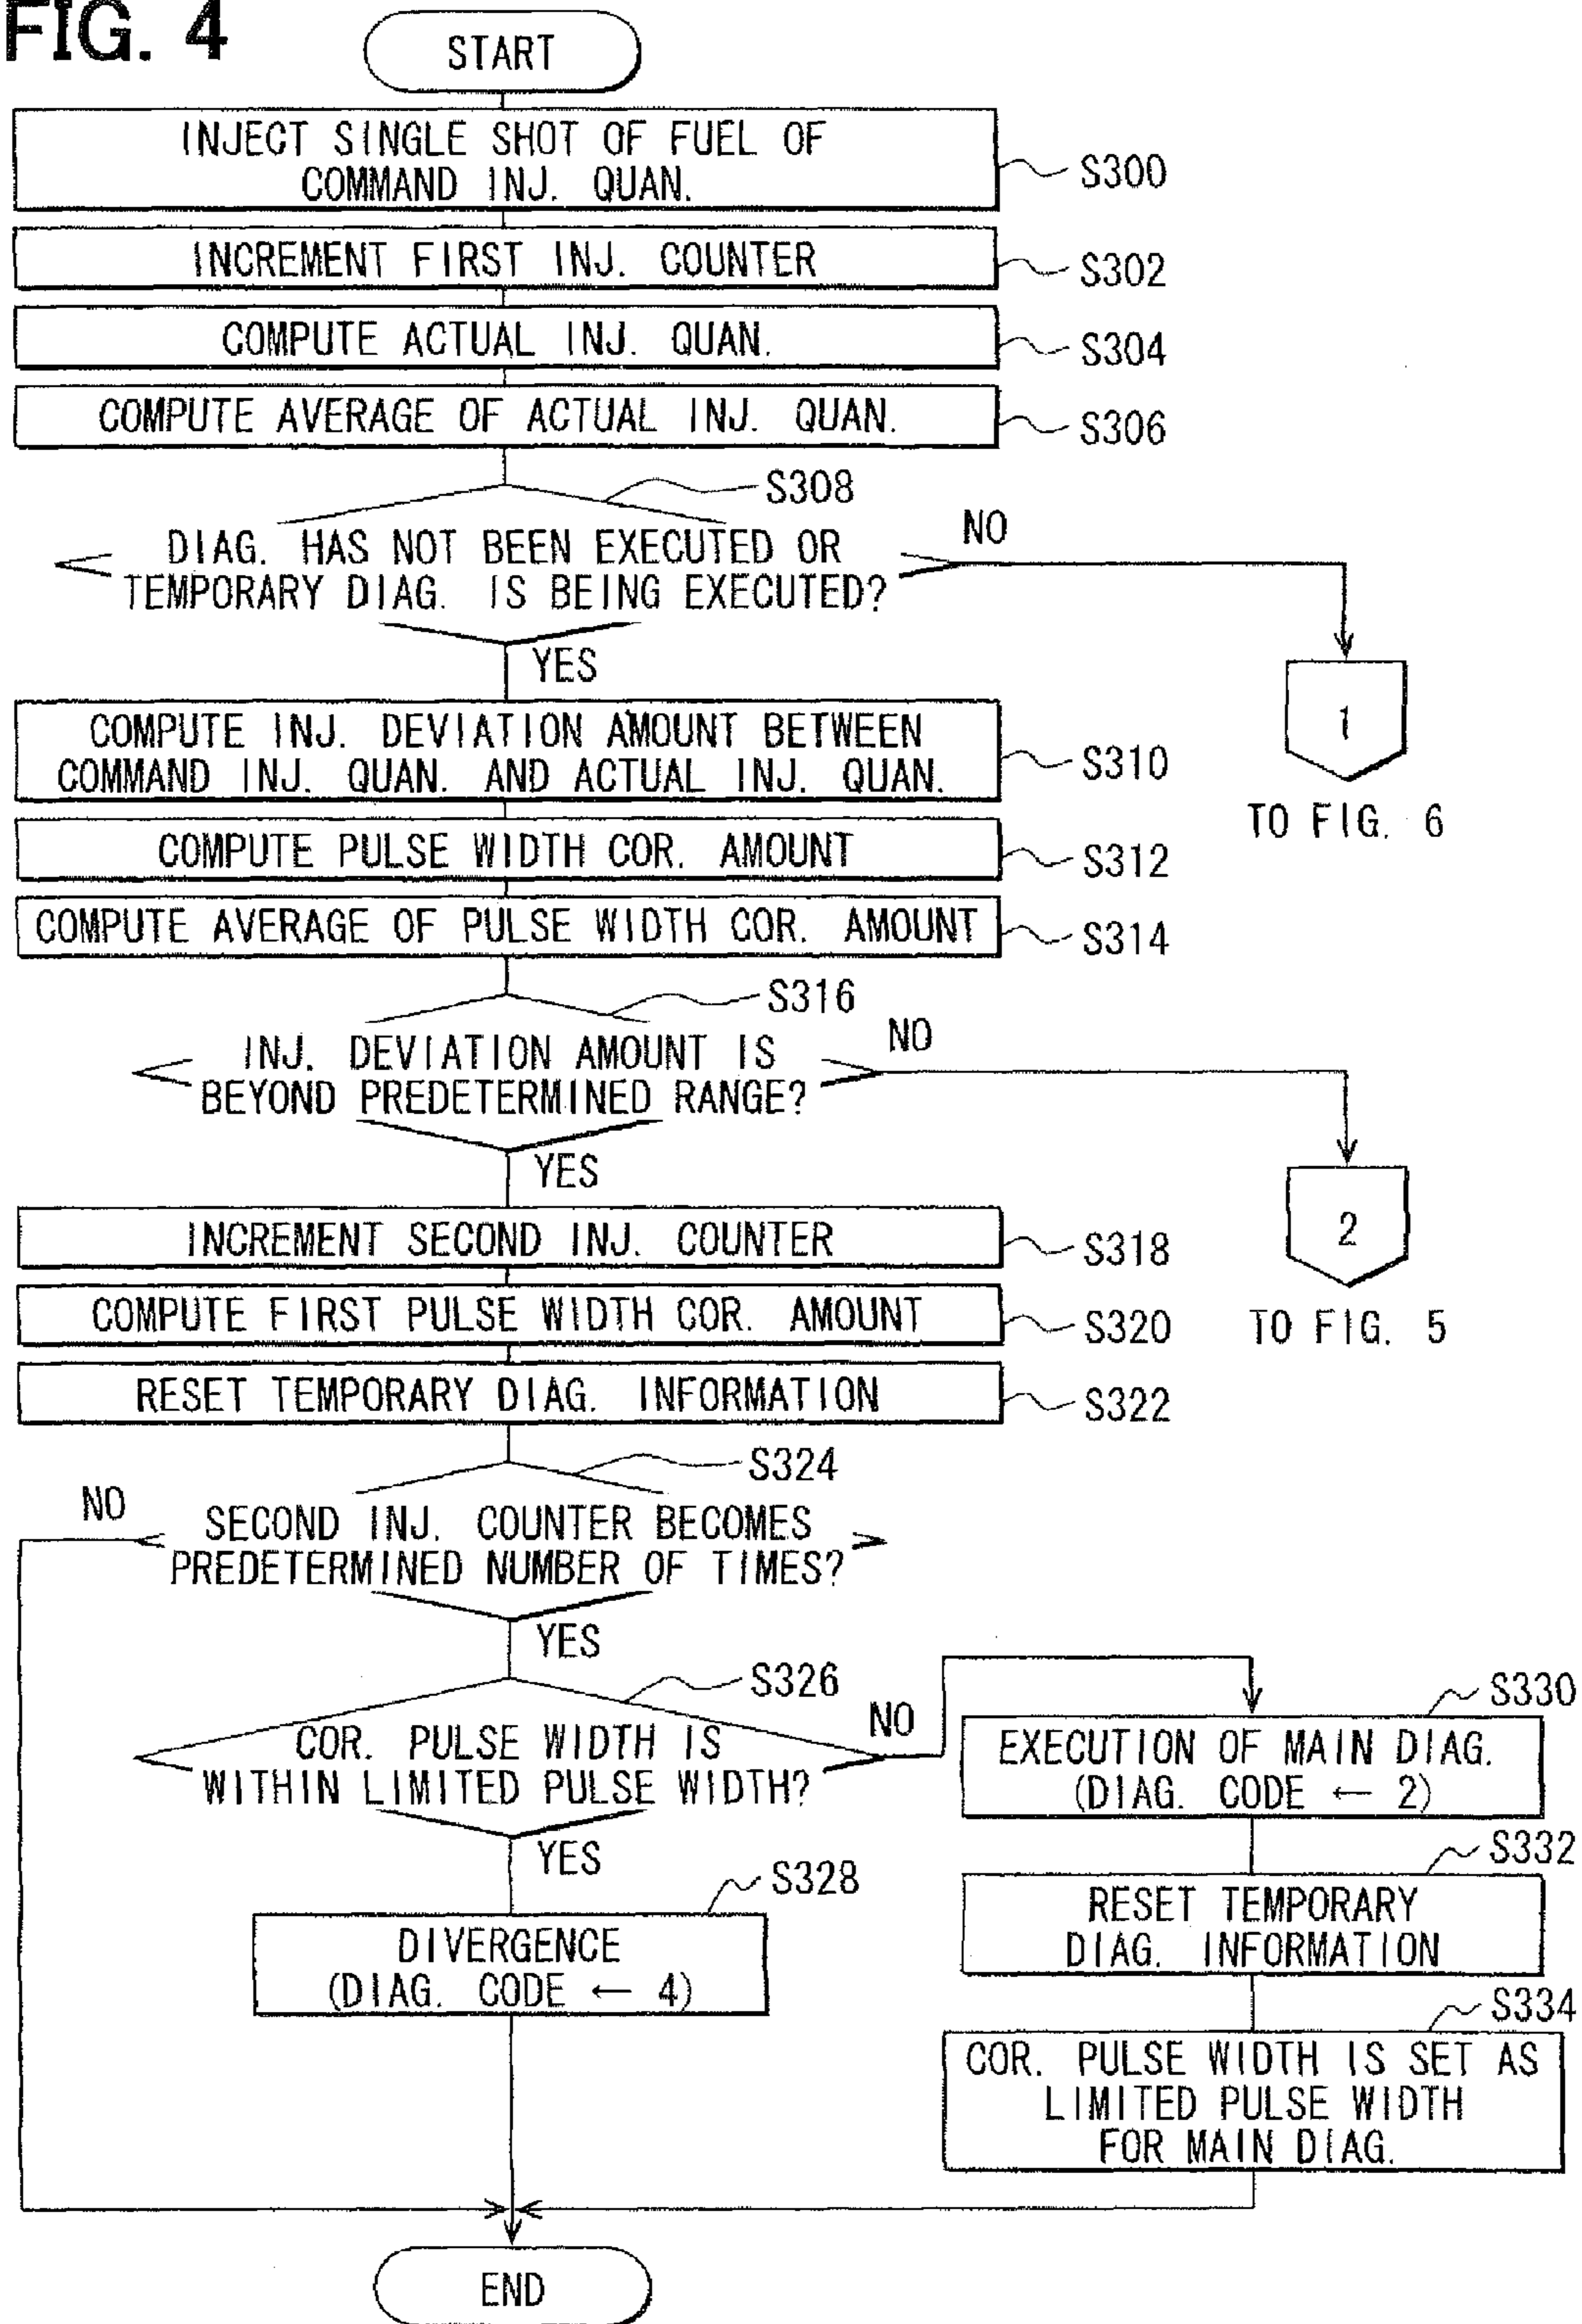 FIG. 4
START
INJECT SINGLE SHOT OF FUEL OF
COMMAND INJ. QUAN.
S300
INCREMENT FIRST INJ. COUNTER
S302
COMPUTE ACTUAL INJ. QUAN.
S304
COMPUTE AVERAGE OF ACTUAL INJ. QUAN.
S306
S308
DIAG. HAS NOT BEEN EXECUTED OR
TEMPORARY DIAG. IS BEING EXECUTED?
NO
YES
1
TO FIG. 6
COMPUTE INJ. DEVIATION AMOUNT BETWEEN
COMMAND INJ. QUAN. AND ACTUAL INJ. QUAN.
S310
COMPUTE PULSE WIDTH COR. AMOUNT
S312
COMPUTE AVERAGE OF PULSE WIDTH COR. AMOUNT
S314
S316
INJ. DEVIATION AMOUNT IS
BEYOND PREDETERMINED RANGE?
NO
YES
2
TO FIG. 5
INCREMENT SECOND INJ. COUNTER
S318
COMPUTE FIRST PULSE WIDTH COR. AMOUNT
S320
RESET TEMPORARY DIAG. INFORMATION
S322
S324
NO
SECOND INJ. COUNTER BECOMES
PREDETERMINED NUMBER OF TIMES?
YES
S326
COR. PULSE WIDTH IS
WITHIN LIMITED PULSE WIDTH?
NO
YES
S328
DIVERGENCE
(DIAG. CODE ← 4)
S330
EXECUTION OF MAIN DIAG.
(DIAG. CODE ← 2)
S332
RESET TEMPORARY
DIAG. INFORMATION
S334
COR. PULSE WIDTH IS SET AS
LIMITED PULSE WIDTH
FOR MAIN DIAG.
END